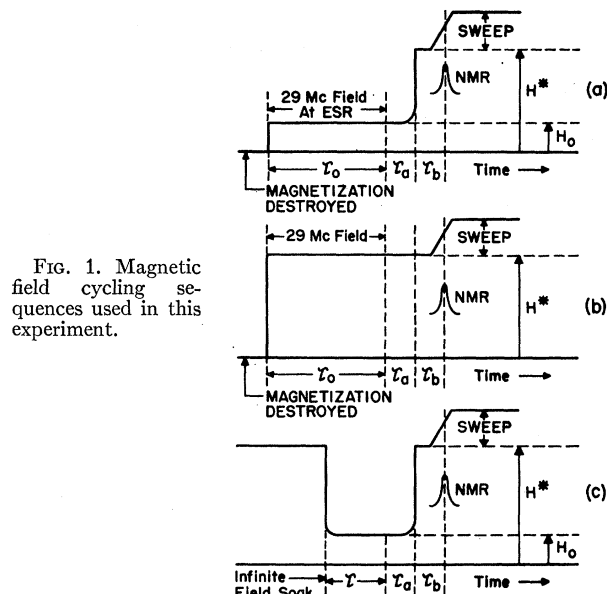 SWEEP
NMR
29 Mc Field
At ESR
H*
(a)
H₀
τ₀
τₐ
τb
Time
MAGNETIZATION
DESTROYED
29 Mc Field
SWEEP
NMR
H*
(b)
τ₀
τₐ
τb
Time
MAGNETIZATION
DESTROYED
FIG. 1. Magnetic
field cycling se-
quences used in this
experiment.
SWEEP
NMR
H*
(c)
H₀
Infinite
Field Soak
τ
τₐ
τb
Time